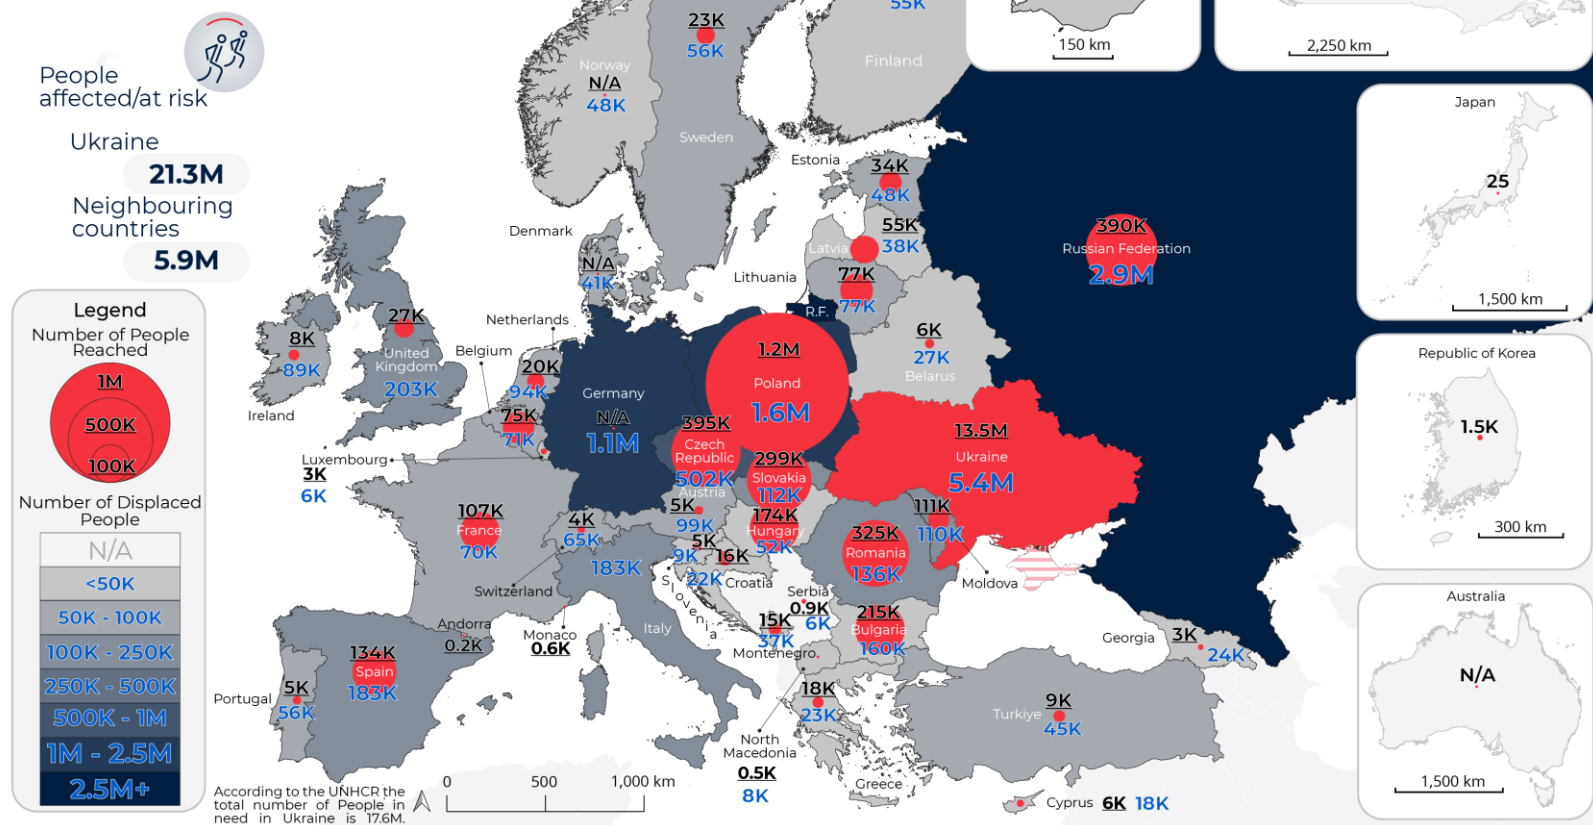 55K
23K
56K
Norway
N/A
48K
Finland
Sweden
150 km
2,250 km
People
affected/at risk
Ukraine
21.3M
Neighbouring
countries
5.9M
Legend
Number of People
Reached
1M
500K
100K
Number of Displaced
People
N/A
<50K
50K - 100K
100K - 250K
250K - 500K
500K - 1M
1M - 2.5M
2.5M+
According to the UNHCR the
total number of People in
need in Ukraine is 17.6M.
0
500
1,000 km
Estonia
34K
48K
Latvia
55K
38K
Denmark
N/A
41K
Lithuania
77K
77K
R.F.
390K
Russian Federation
2.9M
Netherlands
20K
94K
Belgium
75K
71K
27K
United
Kingdom
203K
8K
89K
Ireland
Luxembourg
3K
6K
Germany
N/A
1.1M
1.2M
Poland
1.6M
6K
27K
Belarus
395K
Czech
Republic
502K
299K
Slovakia
112K
13.5M
Ukraine
5.4M
Austria
5K
99K
174K
Hungary
52K
111K
110K
Moldova
107K
France
70K
4K
65K
Switzerland
5K
9K
Slovenia
16K
22K
Croatia
325K
Romania
136K
183K
Italy
Serbia
0.9K
6K
15K
37K
Montenegro
215K
Bulgaria
160K
Andorra
0.2K
Monaco
0.6K
134K
Spain
183K
Portugal
5K
56K
18K
23K
Greece
North
Macedonia
0.5K
8K
Georgia
3K
24K
Turkiye
9K
45K
Cyprus 6K 18K
Japan
25
1,500 km
Republic of Korea
1.5K
300 km
Australia
N/A
1,500 km